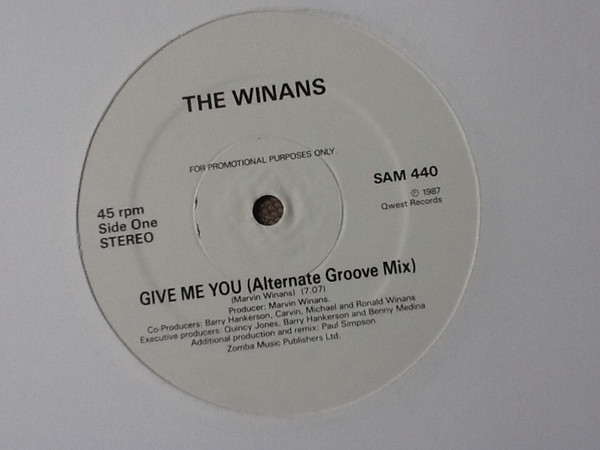 THE WINANS
FOR PROMOTIONAL PURPOSES ONLY
SAM 440
℗ 1987
Qwest Records
45 rpm
Side One
STEREO
GIVE ME YOU (Alternate Groove Mix)
(Marvin Winans) (7.07)
Producer: Marvin Winans.
Co-Producers: Barry Hankerson, Carvin, Michael and Ronald Winans
Executive producers: Quincy Jones, Barry Hankerson and Benny Medina
Additional production and remix: Paul Simpson
Zomba Music Publishers Ltd.